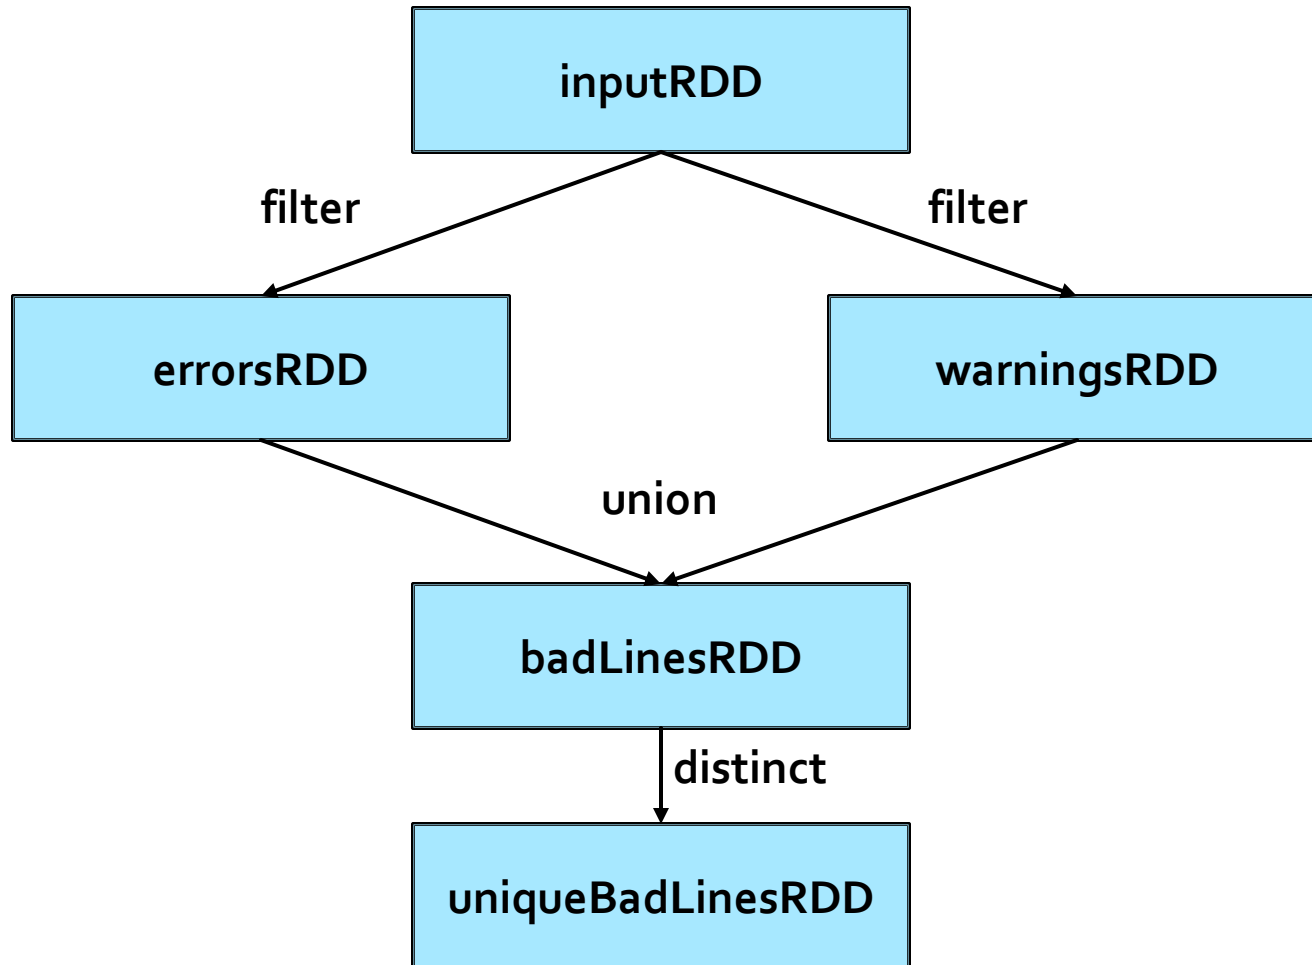 inputRDD
filter
filter
errorsRDD
warningsRDD
union
badLinesRDD
distinct
uniqueBadLinesRDD